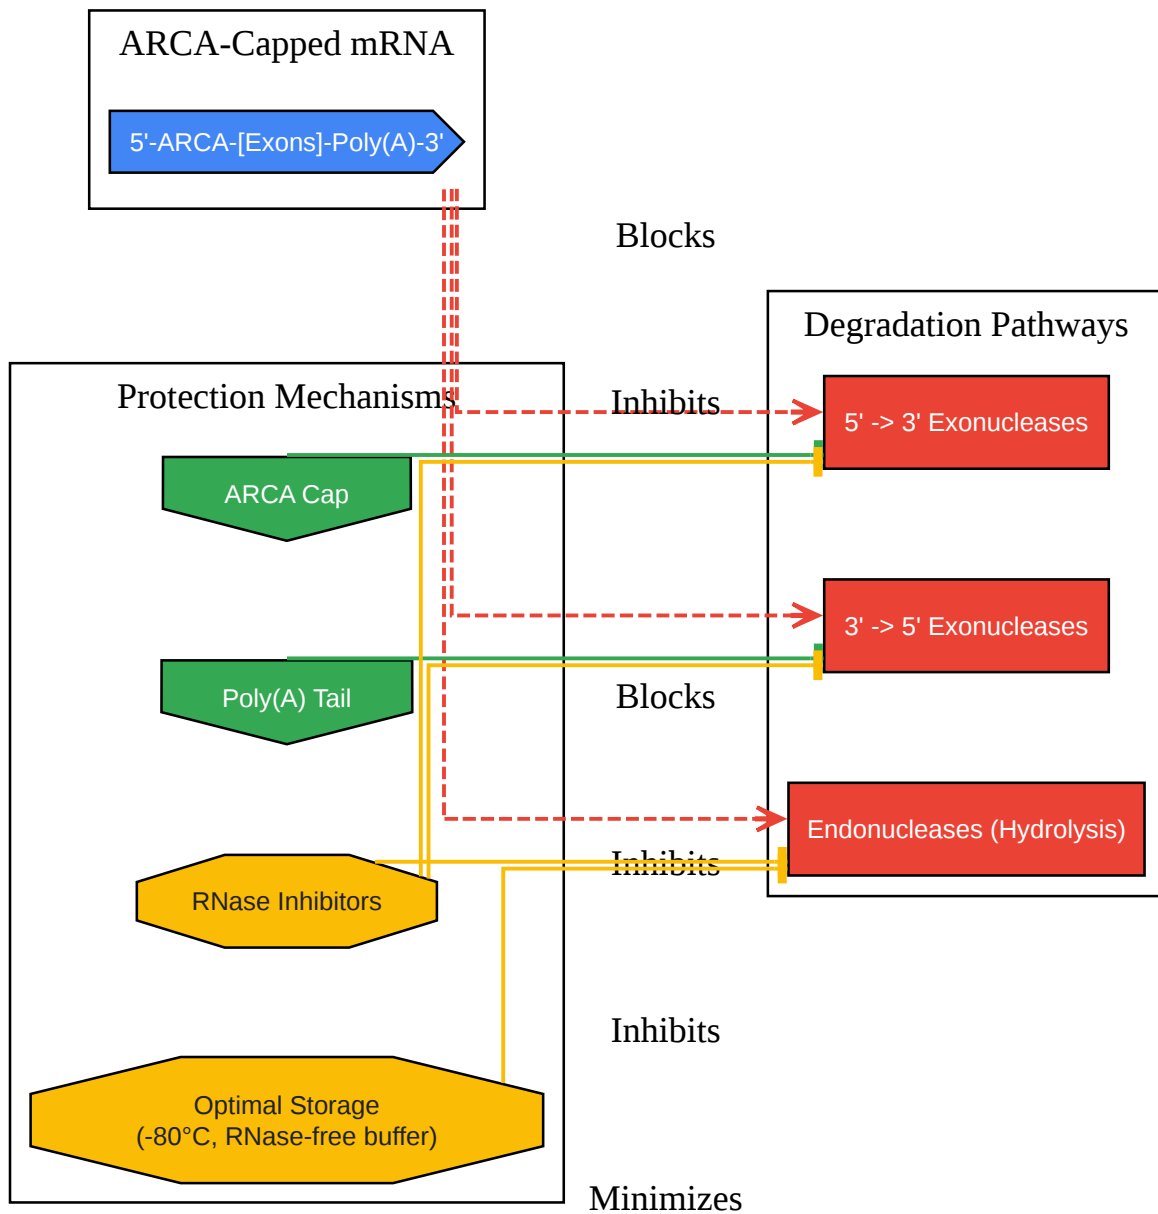 ARCA-Capped mRNA
5'-ARCA-[Exons]-Poly(A)-3'
Blocks
Degradation Pathways
Protection Mechanisms
Inhibits
5' -> 3' Exonucleases
ARCA Cap
3' -> 5' Exonucleases
Poly(A) Tail
Blocks
Endonucleases (Hydrolysis)
Inhibits
RNase Inhibitors
Inhibits
Optimal Storage
(-80°C, RNase-free buffer)
Minimizes